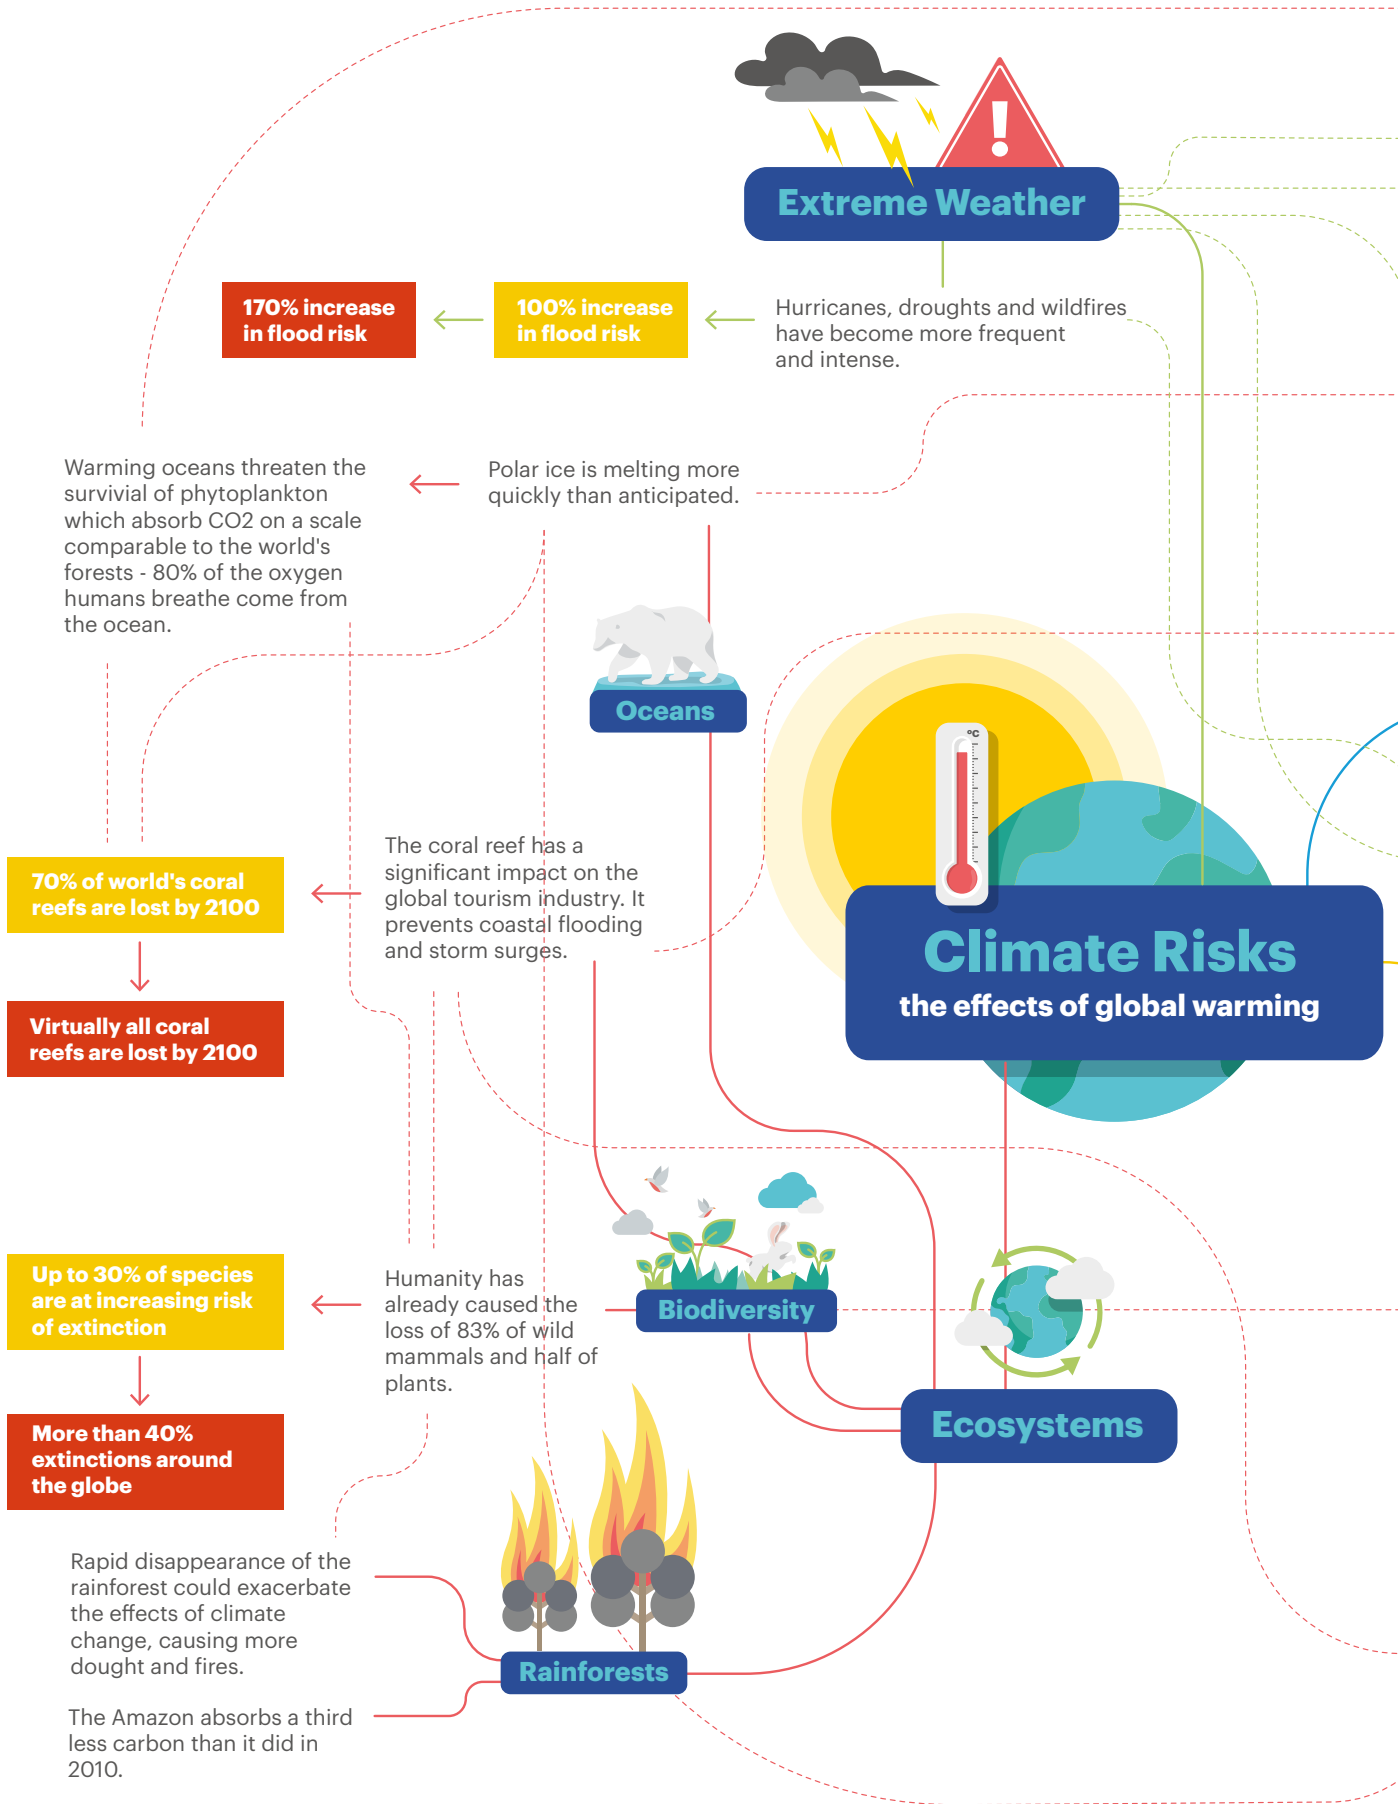 Extreme Weather
170% increase
in flood risk
100% increase
in flood risk
Hurricanes, droughts and wildfires
have become more frequent
and intense.
Warming oceans threaten the
survivial of phytoplankton
which absorb CO2 on a scale
comparable to the world's
forests - 80% of the oxygen
humans breathe come from
the ocean.
Polar ice is melting more
quickly than anticipated.
Oceans
°C
The coral reef has a
significant impact on the
global tourism industry. It
prevents coastal flooding
and storm surges.
70% of world's coral
reefs are lost by 2100
Virtually all coral
reefs are lost by 2100
Climate Risks
the effects of global warming
Up to 30% of species
are at increasing risk
of extinction
Humanity has
already caused the
loss of 83% of wild
mammals and half of
plants.
Biodiversity
More than 40%
extinctions around
the globe
Ecosystems
Rapid disappearance of the
rainforest could exacerbate
the effects of climate
change, causing more
dought and fires.
Rainforests
The Amazon absorbs a third
less carbon than it did in
2010.